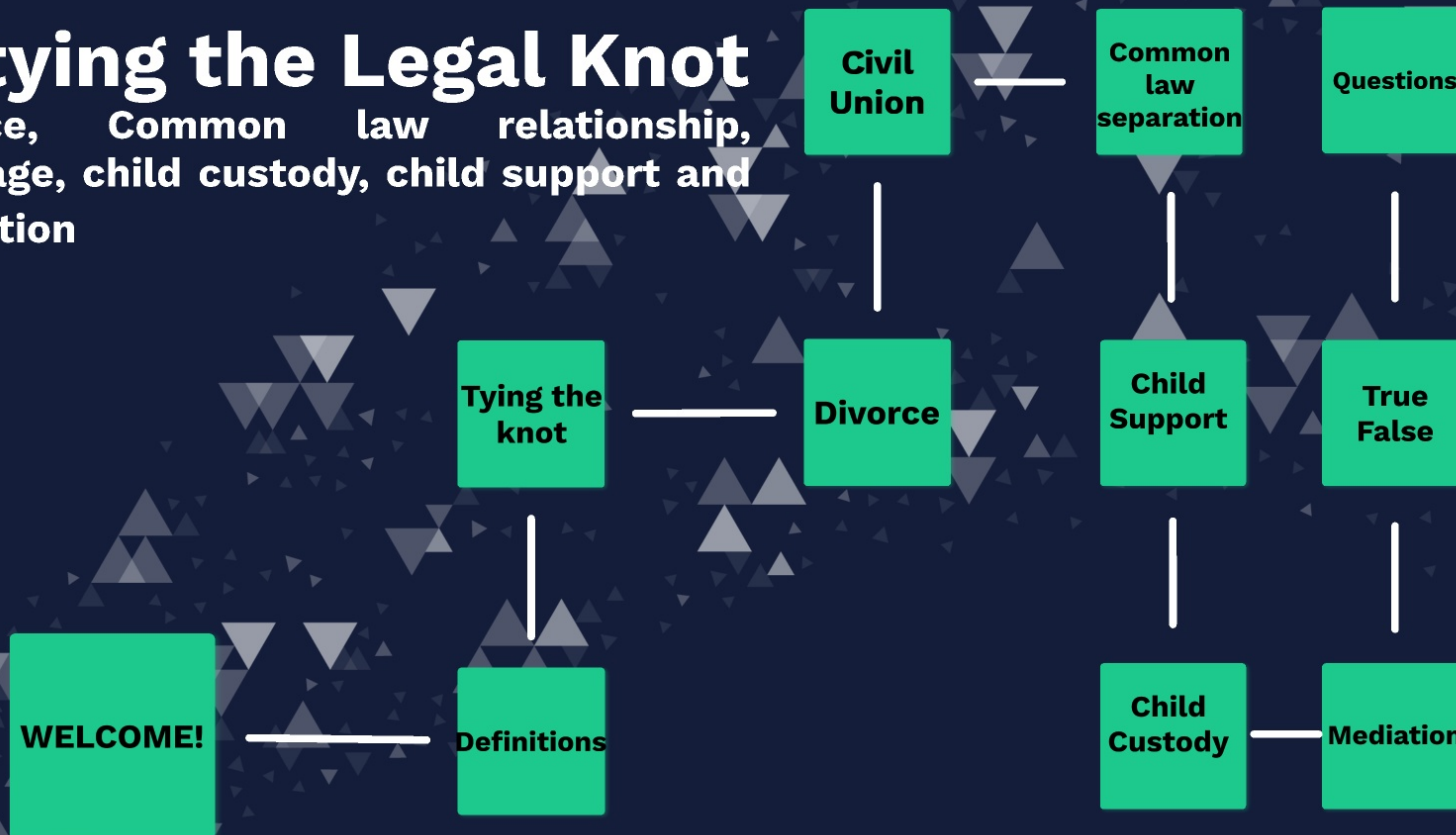 tying the Legal Knot
ce, Common law relationship,
age, child custody, child support and
tion
Civil
Union
Common
law
separation
Questions
Tying the
knot
Divorce
Child
Support
True
False
WELCOME!
Definitions
Child
Custody
Mediation